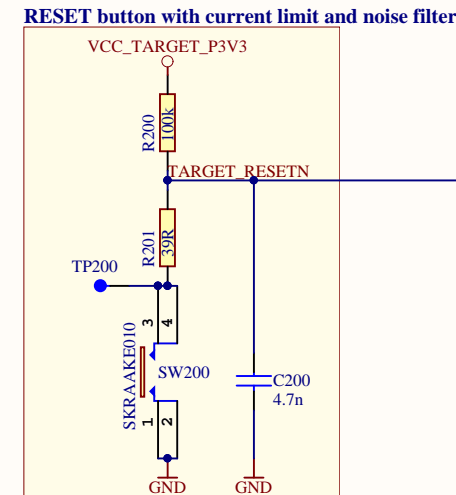 RESET button with current limit and noise filter
VCC_TARGET_P3V3
R200
100k
TARGET_RESETN
R201
39R
TP200
3
4
SKRAAKE010
SW200
1
2
C200
4.7n
GND
GND